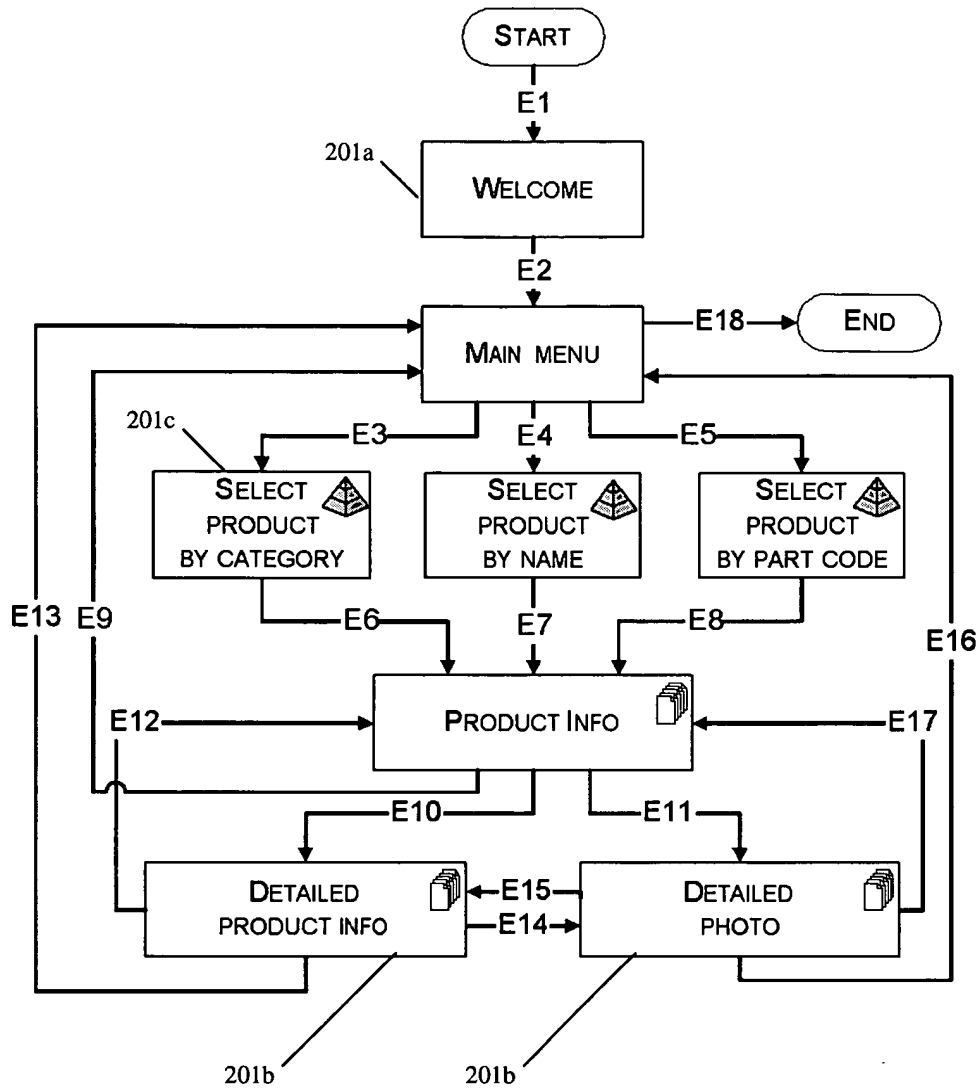 START
E1
201a
WELCOME
E2
MAIN MENU
E18
END
201c
E3
E4
E5
SELECT
PRODUCT
BY CATEGORY
SELECT
PRODUCT
BY NAME
SELECT
PRODUCT
BY PART CODE
E13
E9
E6
E7
E8
E16
E12
PRODUCT INFO
E17
E10
E11
DETAILED
PRODUCT INFO
E15
E14
DETAILED
PHOTO
201b
201b